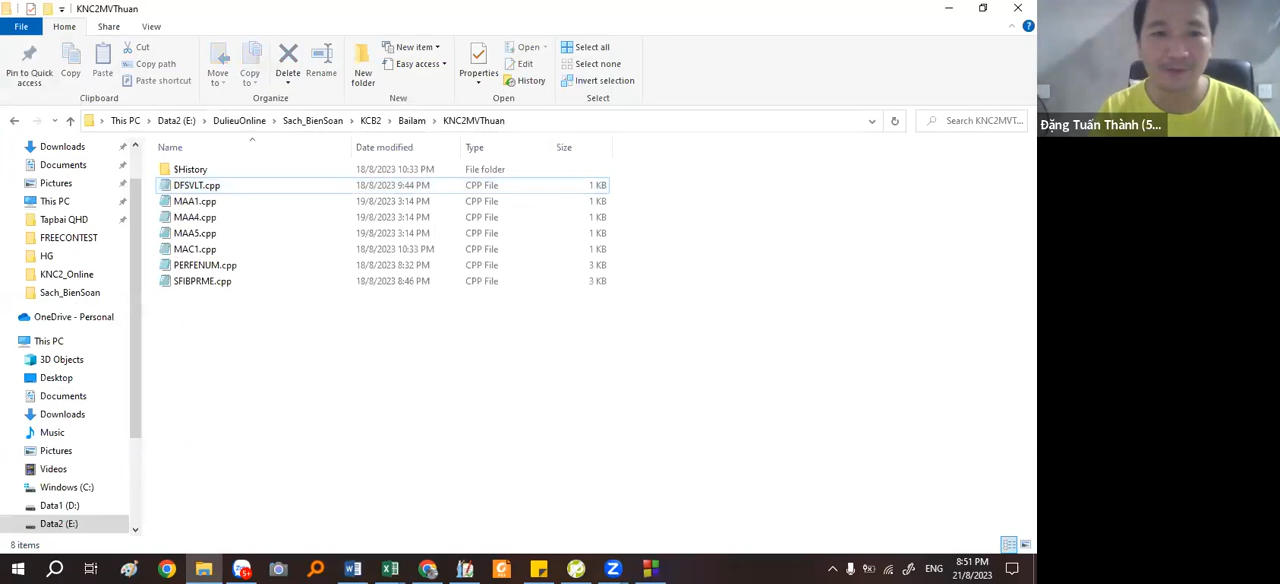 KNC2MVThuan
File Home Share View
Pin to Quick access
Copy
Paste
Cut
Copy path
Paste shortcut
Clipboard
Move to
Copy to
Delete
Rename
Organize
New folder
New item
Easy access
New
Properties
Open
Edit
History
Open
Select all
Select none
Invert selection
Select
This PC Data2 (E:) DulieuOnline Sach_BienSoan KCB2 Bailam KNC2MVThuan
Search KNC2MVT...
Downloads
Documents
Pictures
This PC
Tapbai QHD
FREECONTEST
HG
KNC2_Online
Sach_BienSoan
OneDrive - Personal
This PC
3D Objects
Desktop
Documents
Downloads
Music
Pictures
Videos
Windows (C:)
Data1 (D:)
Data2 (E:)
Name Date modified Type Size
$History 18/8/2023 10:33 PM File folder
DFSVLT.cpp 18/8/2023 9:44 PM CPP File 1 KB
MAA1.cpp 19/8/2023 3:14 PM CPP File 1 KB
MAA4.cpp 19/8/2023 3:14 PM CPP File 1 KB
MAA5.cpp 19/8/2023 3:14 PM CPP File 1 KB
MAC1.cpp 18/8/2023 10:33 PM CPP File 1 KB
PERFENUM.cpp 18/8/2023 8:32 PM CPP File 3 KB
SFIBPRME.cpp 18/8/2023 8:46 PM CPP File 3 KB
8 items
Đặng Tuấn Thành (5...
5+
ENG
8:51 PM
21/8/2023